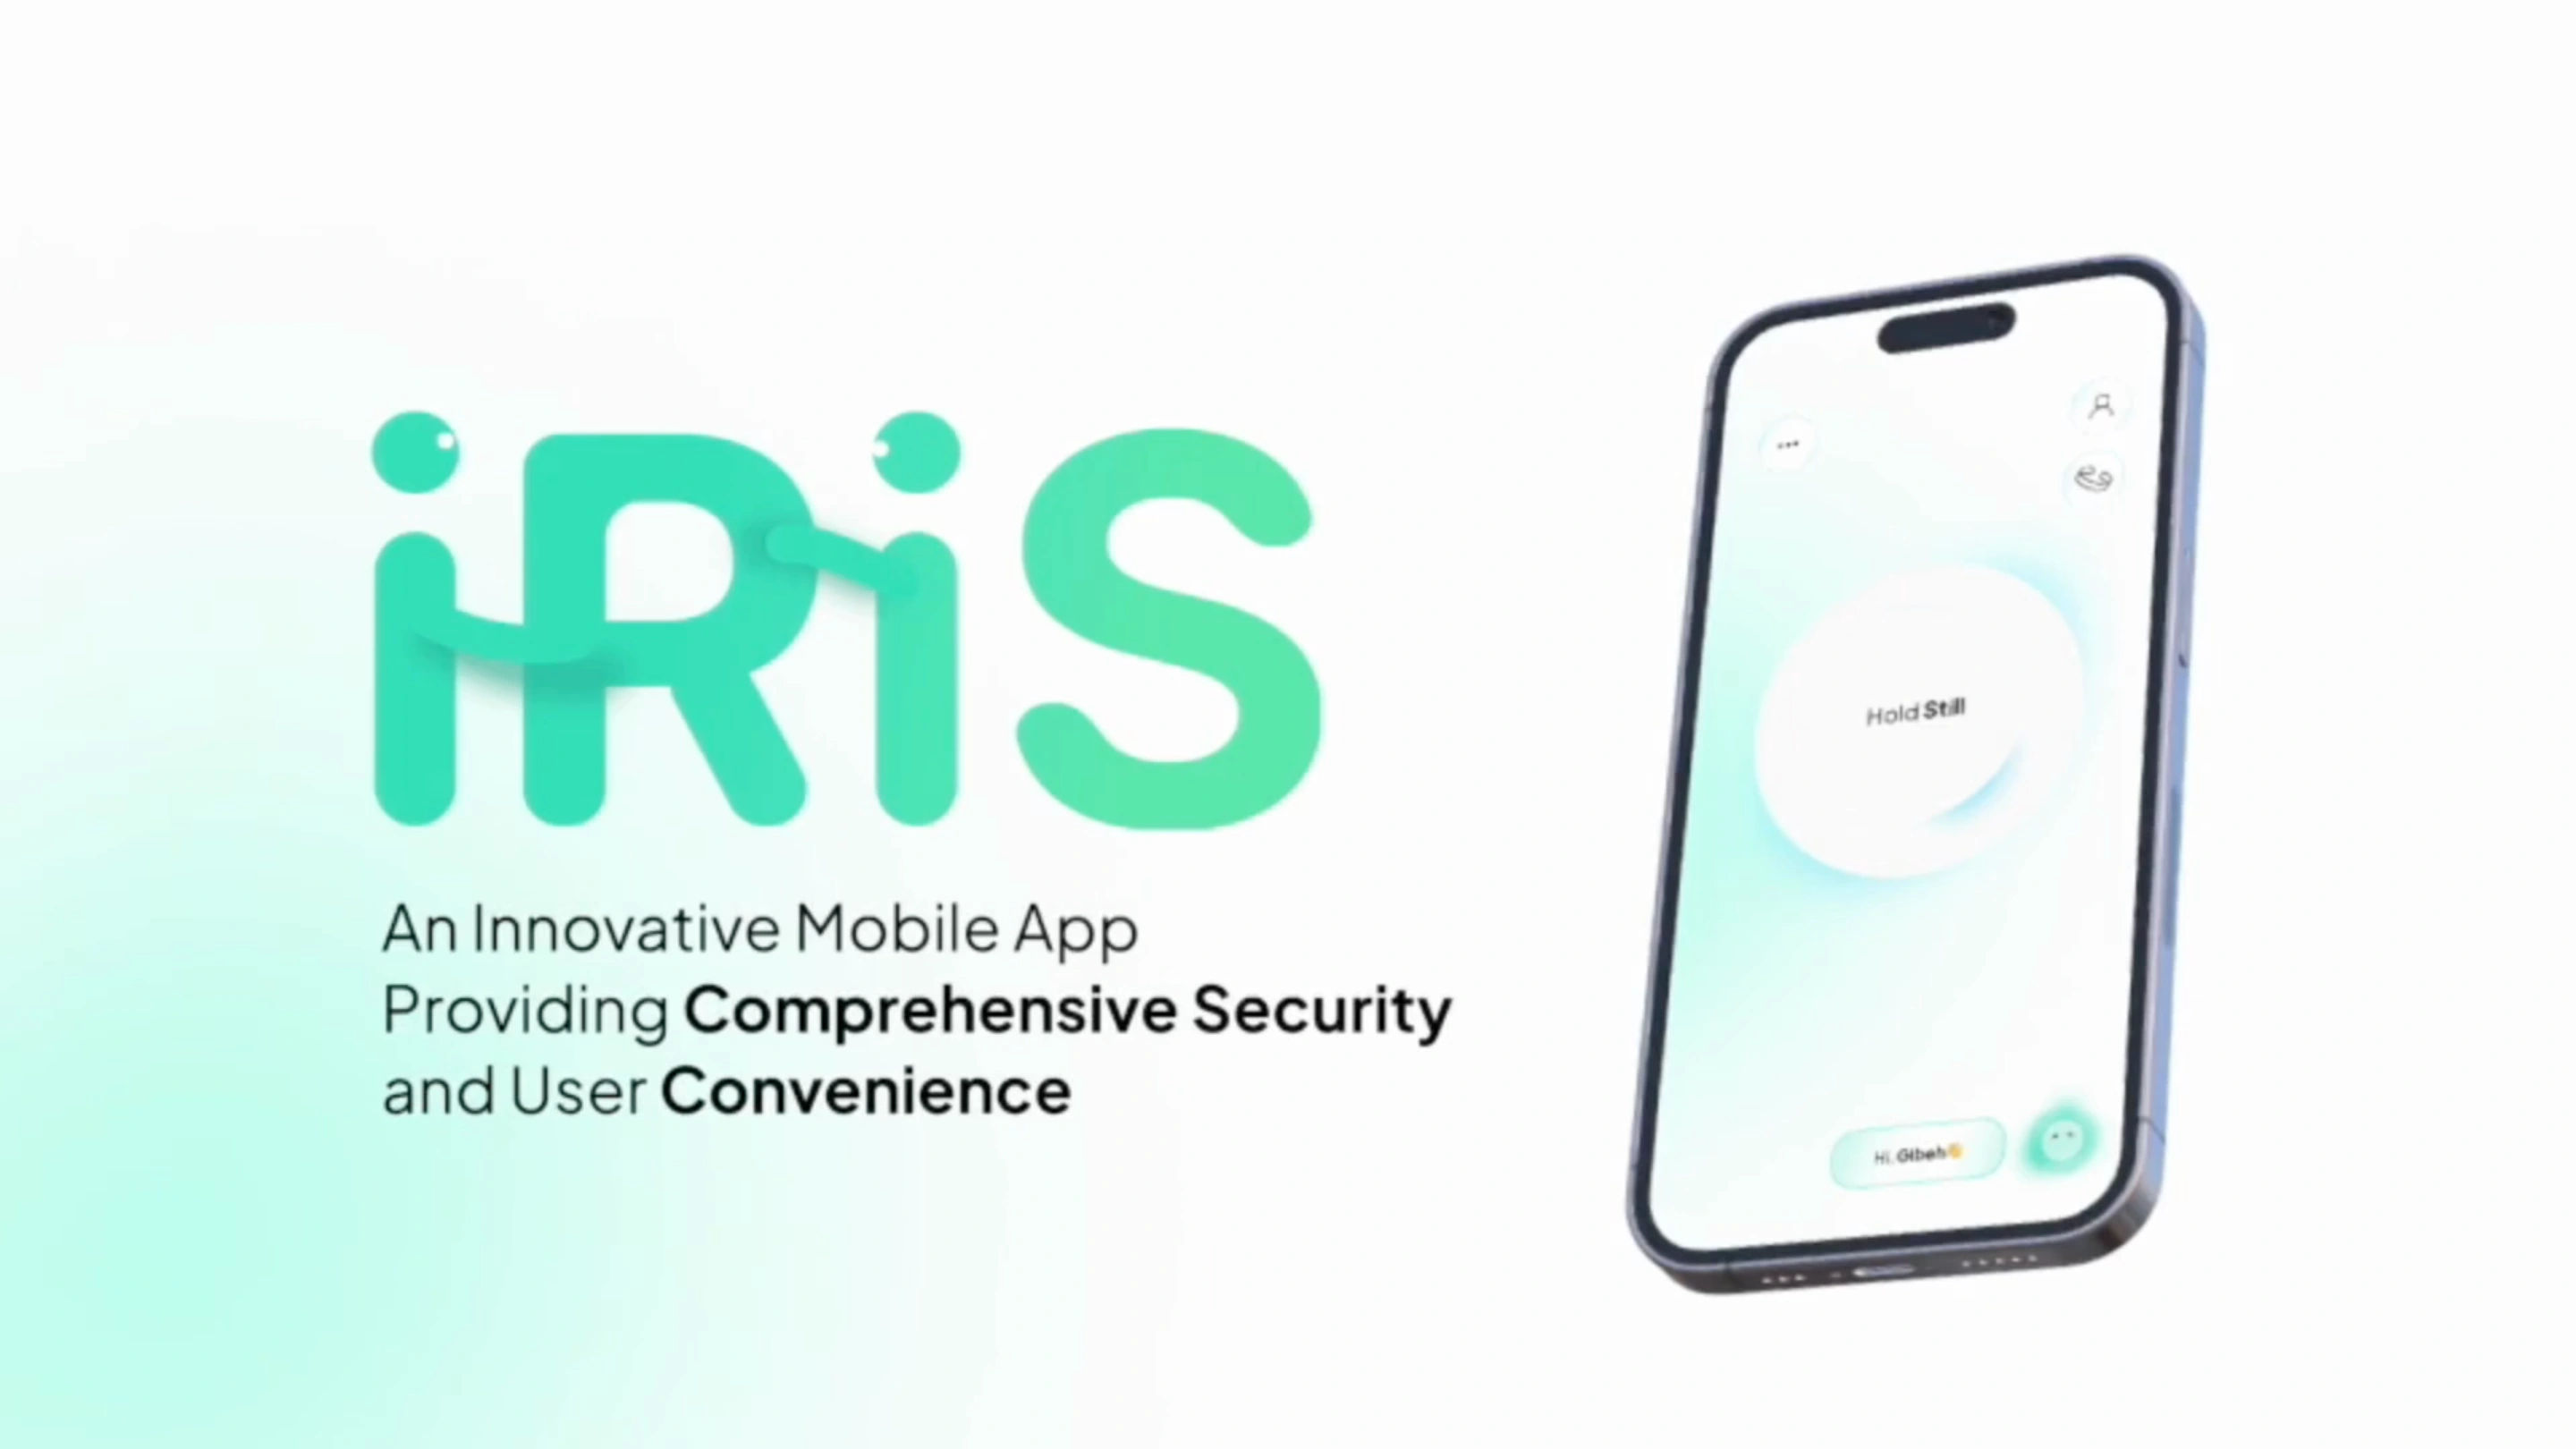 iRiS
An Innovative Mobile App
Providing Comprehensive Security
and User Convenience
Hold Still
Hi, Gibeh👋